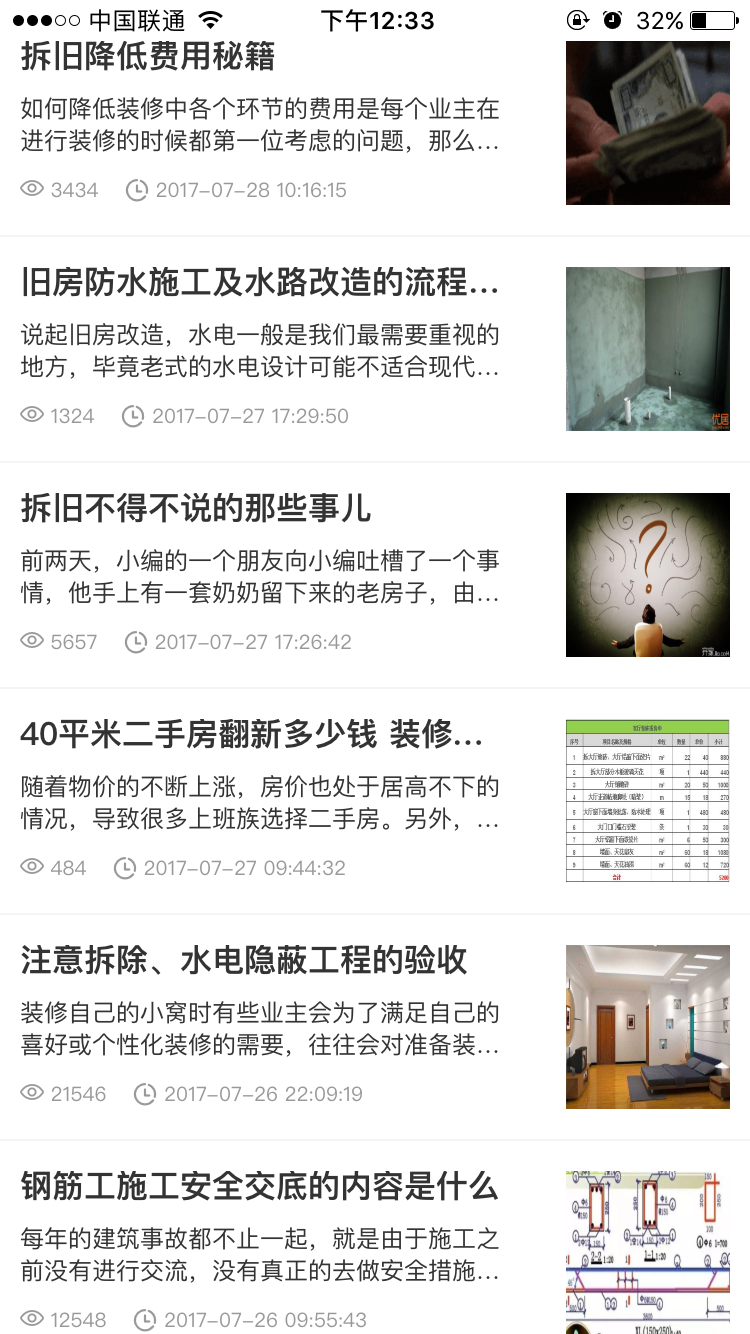 中国联通 下午12:33 32%
拆旧降低费用秘籍
如何降低装修中各个环节的费用是每个业主在
进行装修的时候都第一位考虑的问题，那么…
3434 2017-07-28 10:16:15
旧房防水施工及水路改造的流程…
说起旧房改造，水电一般是我们最需要重视的
地方，毕竟老式的水电设计可能不适合现代…
1324 2017-07-27 17:29:50
拆旧不得不说的那些事儿
前两天，小编的一个朋友向小编吐槽了一个事
情，他手上有一套奶奶留下来的老房子，由…
5657 2017-07-27 17:26:42
40平米二手房翻新多少钱 装修…
随着物价的不断上涨，房价也处于居高不下的
情况，导致很多上班族选择二手房。另外，…
484 2017-07-27 09:44:32
注意拆除、水电隐蔽工程的验收
装修自己的小窝时有些业主会为了满足自己的
喜好或个性化装修的需要，往往会对准备装…
21546 2017-07-26 22:09:19
钢筋工施工安全交底的内容是什么
每年的建筑事故都不止一起，就是由于施工之
前没有进行交流，没有真正的去做安全措施…
12548 2017-07-26 09:55:43